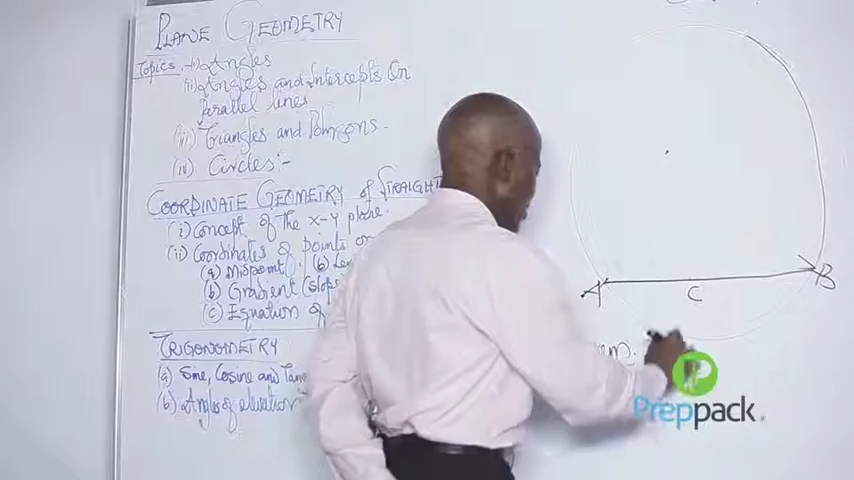 PLANE GEOMETRY
Topics :- i) Angles
(ii) Angles and Intercepts On
Parallel lines
(iii) Triangles and Polygons -
(iv) Circles :-
COORDINATE GEOMETRY of STRAIGHT
(i) Concept of the x-y plane.
(ii) Coordinates of points on
(a) Midpoint (b) Len
(b) Gradient (Slope
(c) Equation of
TRIGONOMETRY
(a) Sine, Cosine and Tan
(b) Angles of elevation
A
B
C
Preppack